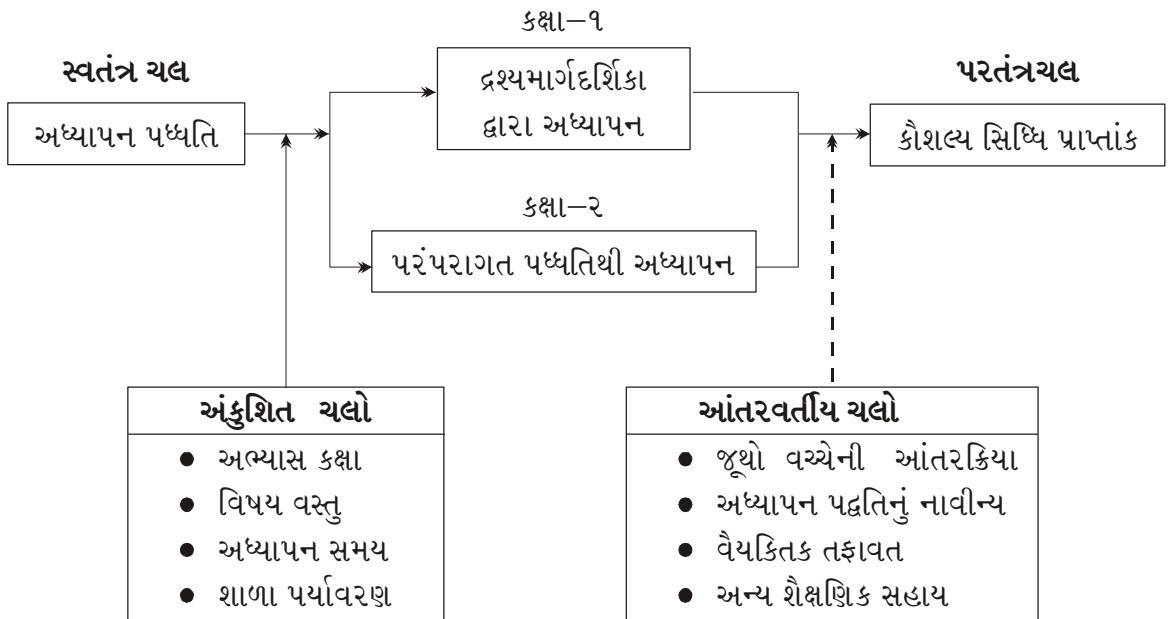 કક્ષા–૧
સ્વતંત્ર ચલ
દ્રશ્યમાર્ગદર્શિકા
દ્વારા અધ્યાપન
પરતંત્રચલ
અધ્યાપન પધ્ધતિ
કૌશલ્ય સિધ્ધિ પ્રાપ્તાંક
કક્ષા–૨
પરંપરાગત પધ્ધતિથી અધ્યાપન
અંકુશિત ચલો
● અભ્યાસ કક્ષા
● વિષય વસ્તુ
● અધ્યાપન સમય
● શાળા પર્યાવરણ
આંતરવર્તીય ચલો
● જૂથો વચ્ચેની આંતરક્રિયા
● અધ્યાપન પદ્વતિનું નાવીન્ય
● વૈયકિતક તફાવત
● અન્ય શૈક્ષણિક સહાય